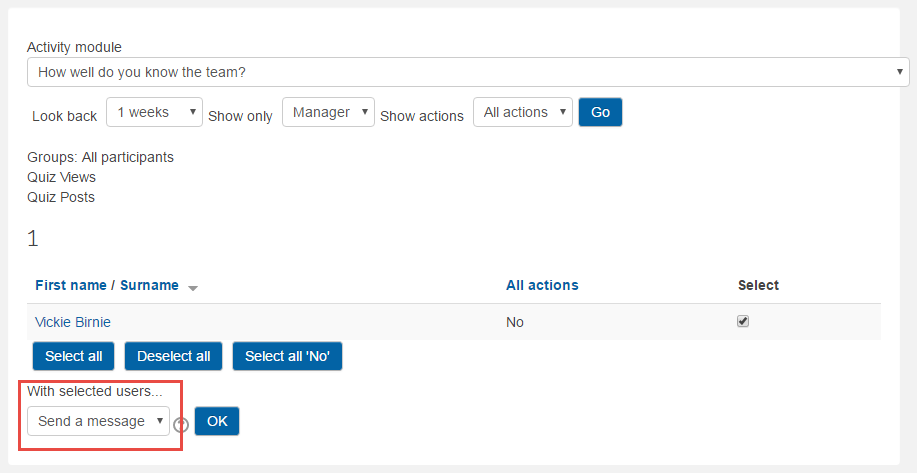 Activity module
How well do you know the team?
Look back 1 weeks Show only Manager Show actions All actions Go
Groups: All participants
Quiz Views
Quiz Posts
1
First name / Surname All actions Select
Vickie Birnie No
Select all Deselect all Select all 'No'
With selected users...
Send a message OK